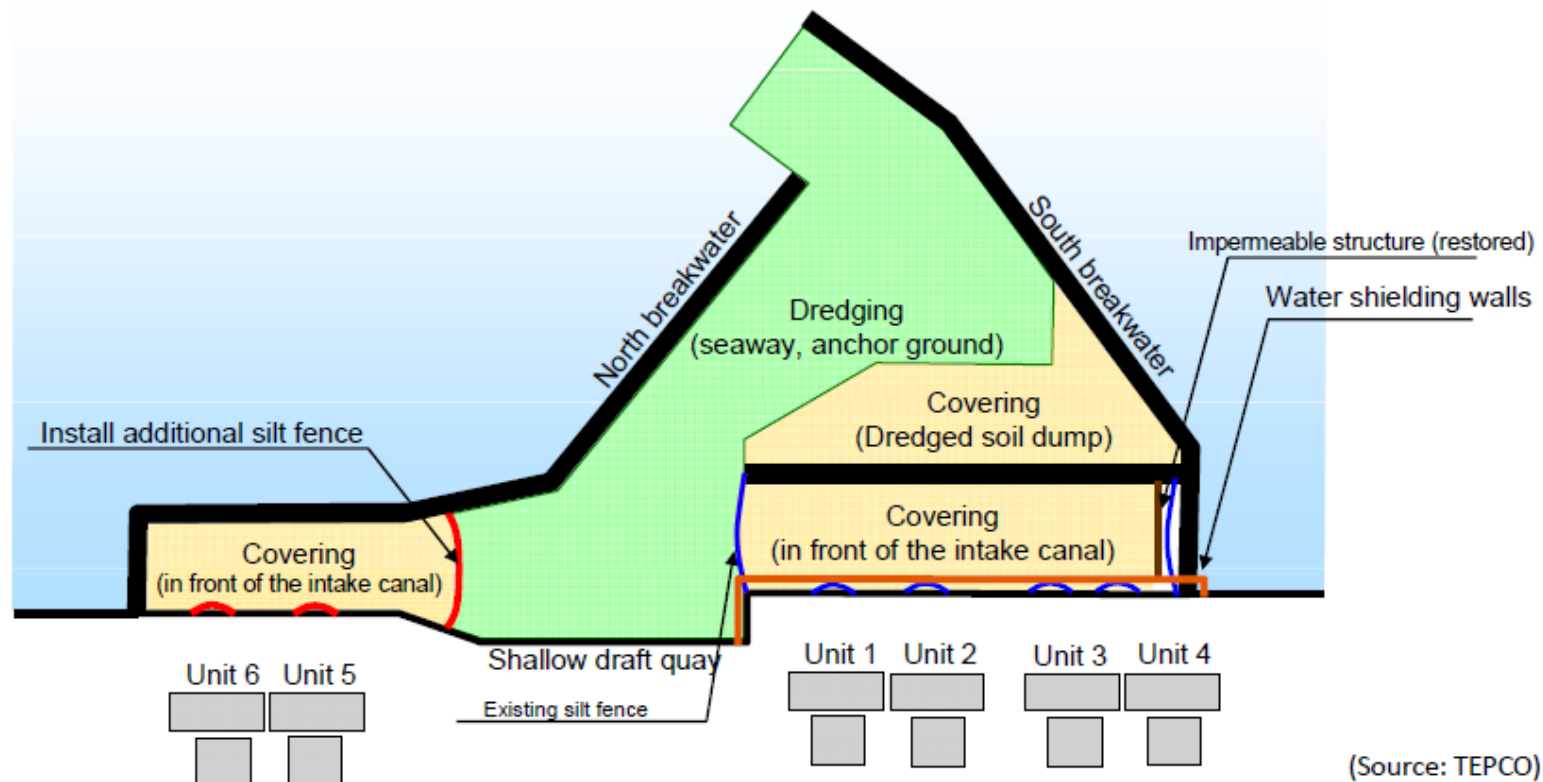 North breakwater
South breakwater
Impermeable structure (restored)
Water shielding walls
Dredging
(seaway, anchor ground)
Covering
(Dredged soil dump)
Install additional silt fence
Covering
(in front of the intake canal)
Covering
(in front of the intake canal)
Shallow draft quay
Existing silt fence
Unit 6 Unit 5
Unit 1 Unit 2 Unit 3 Unit 4
(Source: TEPCO)